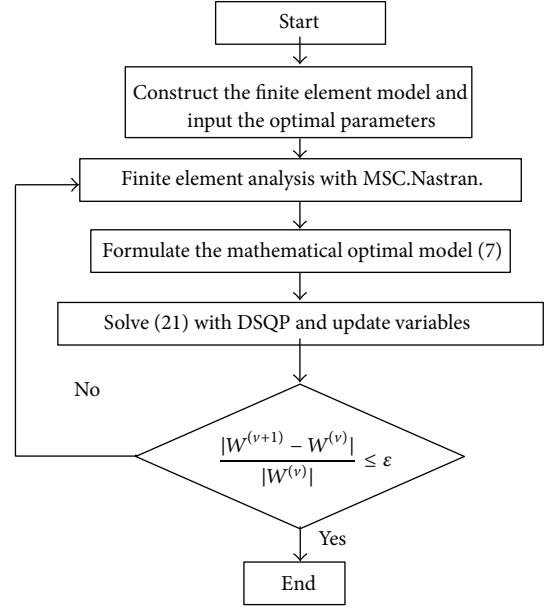 Start
Construct the finite element model and
input the optimal parameters
Finite element analysis with MSC.Nastran.
Formulate the mathematical optimal model (7)
Solve (21) with DSQP and update variables
No
|W^(ν+1) − W^(ν)|
|W^(ν)|
≤ ε
Yes
End